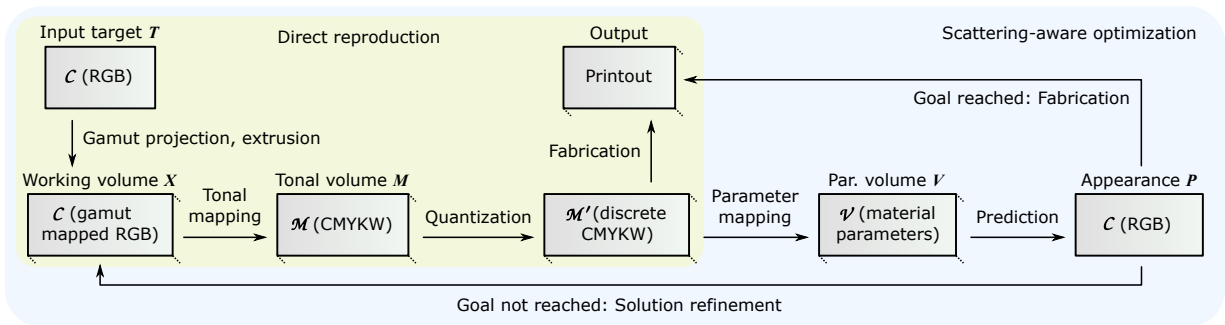 Input target T
Direct reproduction
Output
Scattering-aware optimization
C (RGB)
Printout
Goal reached: Fabrication
Gamut projection, extrusion
Fabrication
Working volume X
Tonal
mapping
Tonal volume M
Quantization
Parameter
mapping
Par. volume V
Prediction
Appearance P
C (gamut
mapped RGB)
M (CMYKW)
M′ (discrete
CMYKW)
V (material
parameters)
C (RGB)
Goal not reached: Solution refinement